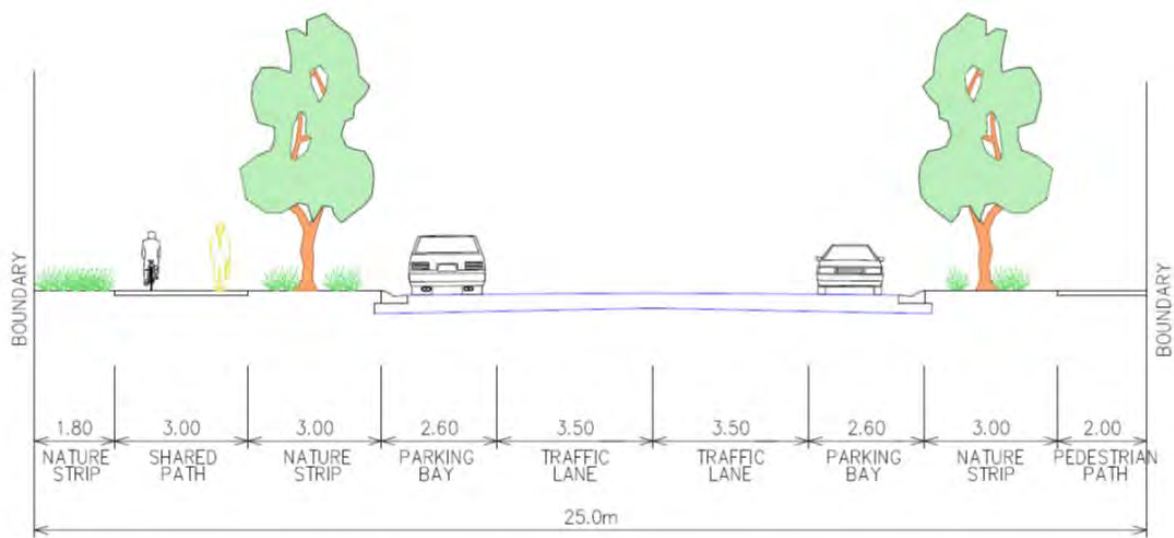 BOUNDARY
BOUNDARY
1.80
3.00
3.00
2.60
3.50
3.50
2.60
3.00
2.00
NATURE
STRIP
SHARED
PATH
NATURE
STRIP
PARKING
BAY
TRAFFIC
LANE
TRAFFIC
LANE
PARKING
BAY
NATURE
STRIP
PEDESTRIAN
PATH
25.0m